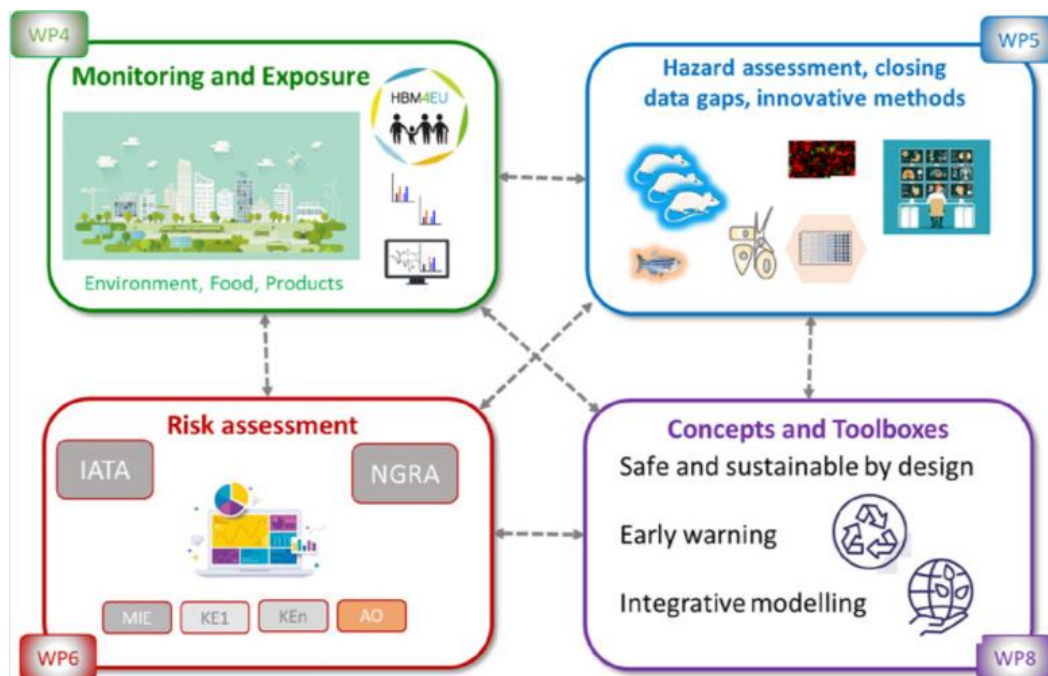 WP4
Monitoring and Exposure
HBM4EU
Environment, Food, Products
WP5
Hazard assessment, closing
data gaps, innovative methods
Risk assessment
IATA
NGRA
MIE
KE1
KEn
AO
WP6
Concepts and Toolboxes
Safe and sustainable by design
Early warning
Integrative modelling
WP8